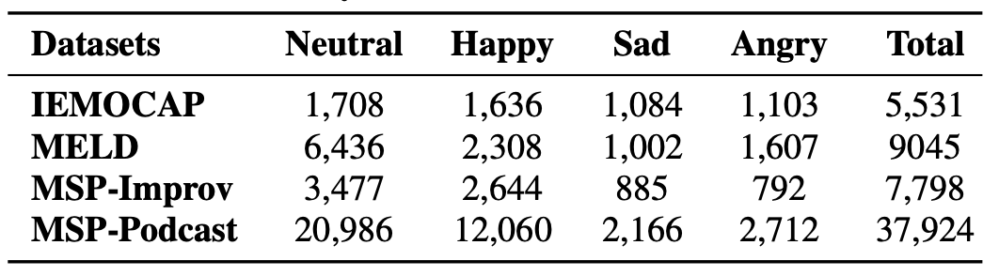 Datasets Neutral Happy Sad Angry Total
IEMOCAP 1,708 1,636 1,084 1,103 5,531
MELD 6,436 2,308 1,002 1,607 9045
MSP-Improv 3,477 2,644 885 792 7,798
MSP-Podcast 20,986 12,060 2,166 2,712 37,924